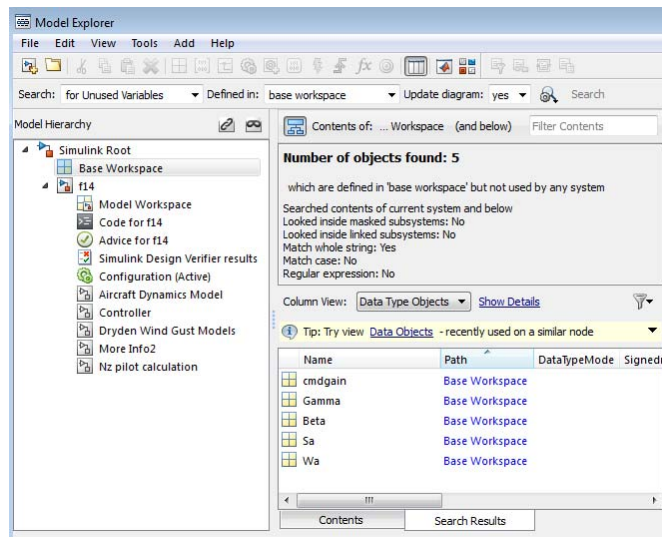 Model Explorer
File Edit View Tools Add Help
Search: for Unused Variables Defined in: base workspace Update diagram: yes Search
Model Hierarchy
Simulink Root
Base Workspace
f14
Model Workspace
Code for f14
Advice for f14
Simulink Design Verifier results
Configuration (Active)
Aircraft Dynamics Model
Controller
Dryden Wind Gust Models
More Info2
Nz pilot calculation
Contents of: ... Workspace (and below) Filter Contents
Number of objects found: 5
which are defined in 'base workspace' but not used by any system
Searched contents of current system and below
Looked inside masked subsystems: No
Looked inside linked subsystems: No
Match whole string: Yes
Match case: No
Regular expression: No
Column View: Data Type Objects Show Details
Tip: Try view Data Objects - recently used on a similar node
Name Path DataTypeMode Signed
cmdgain Base Workspace
Gamma Base Workspace
Beta Base Workspace
Sa Base Workspace
Wa Base Workspace
Contents Search Results